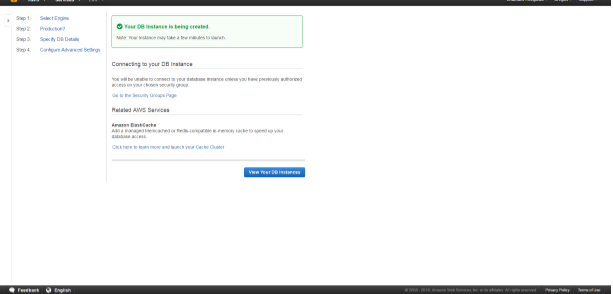 Services
Step 1: Select Engine
Step 2: Production?
Step 3: Specify DB Details
Step 4: Configure Advanced Settings
Your DB Instance is being created.
Note: Your instance may take a few minutes to launch.
Connecting to your DB Instance
You will be unable to connect to your database instance unless you have previously authorized
access on your chosen security group.
Go to the Security Groups Page
Related AWS Services
Amazon ElastiCache
Add a managed Memcached or Redis-compatible in-memory cache to speed up your
database access.
Click here to learn more and launch your Cache Cluster
View Your DB Instances
Feedback English
Privacy Policy Terms of Use